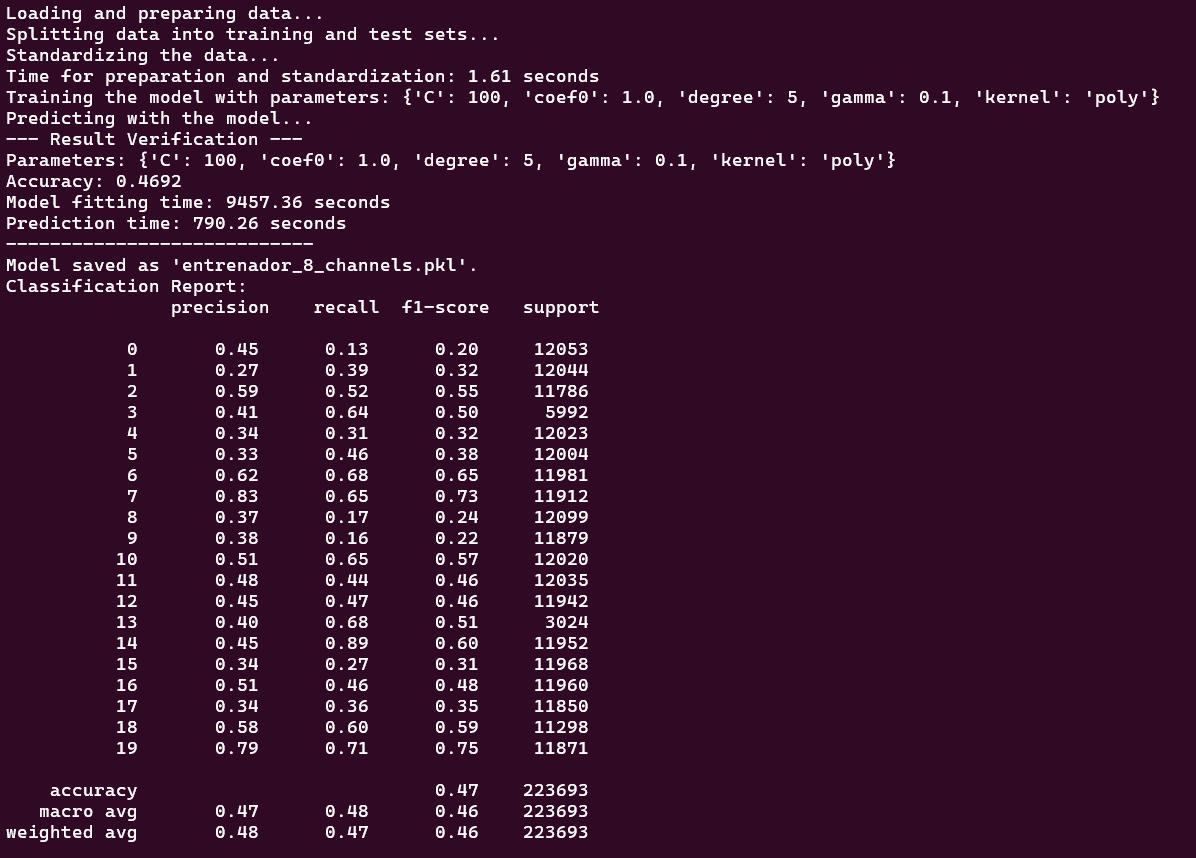 Loading and preparing data...
Splitting data into training and test sets...
Standardizing the data...
Time for preparation and standardization: 1.61 seconds
Training the model with parameters: {'C': 100, 'coef0': 1.0, 'degree': 5, 'gamma': 0.1, 'kernel': 'poly'}
Predicting with the model...
--- Result Verification ---
Parameters: {'C': 100, 'coef0': 1.0, 'degree': 5, 'gamma': 0.1, 'kernel': 'poly'}
Accuracy: 0.4692
Model fitting time: 9457.36 seconds
Prediction time: 790.26 seconds
----------------------------
Model saved as 'entrenador_8_channels.pkl'.
Classification Report:
precision recall f1-score support
0 0.45 0.13 0.20 12053
1 0.27 0.39 0.32 12044
2 0.59 0.52 0.55 11786
3 0.41 0.64 0.50 5992
4 0.34 0.31 0.32 12023
5 0.33 0.46 0.38 12004
6 0.62 0.68 0.65 11981
7 0.83 0.65 0.73 11912
8 0.37 0.17 0.24 12099
9 0.38 0.16 0.22 11879
10 0.51 0.65 0.57 12020
11 0.48 0.44 0.46 12035
12 0.45 0.47 0.46 11942
13 0.40 0.68 0.51 3024
14 0.45 0.89 0.60 11952
15 0.34 0.27 0.31 11968
16 0.51 0.46 0.48 11960
17 0.34 0.36 0.35 11850
18 0.58 0.60 0.59 11298
19 0.79 0.71 0.75 11871
accuracy 0.47 223693
macro avg 0.47 0.48 0.46 223693
weighted avg 0.48 0.47 0.46 223693